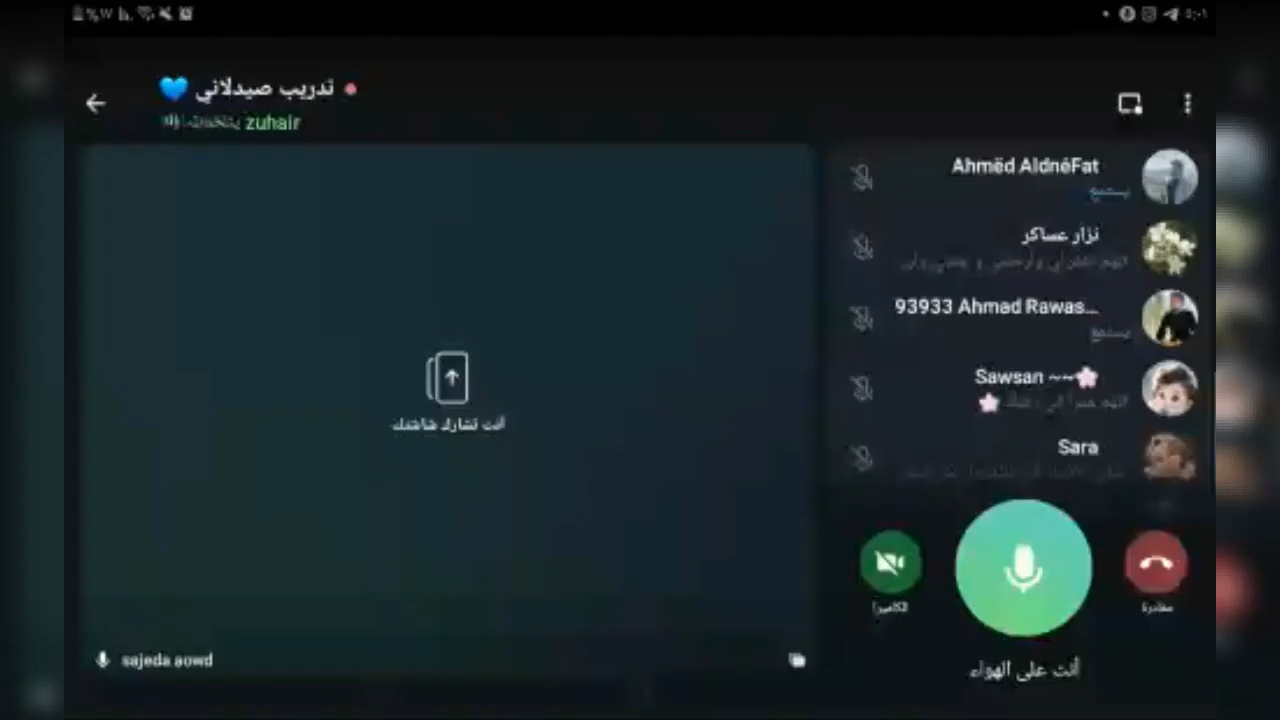 تدريب صيدلاني 💙
zuhair
Ahmëd AldnéFat
يستمع
نزار عساكر
93933 Ahmad Rawas…
يستمع
Sawsan ~~🌸
Sara
أنت تشارك شاشتك
sajeda aowd
الكاميرا
مغادرة
أنت على الهواء